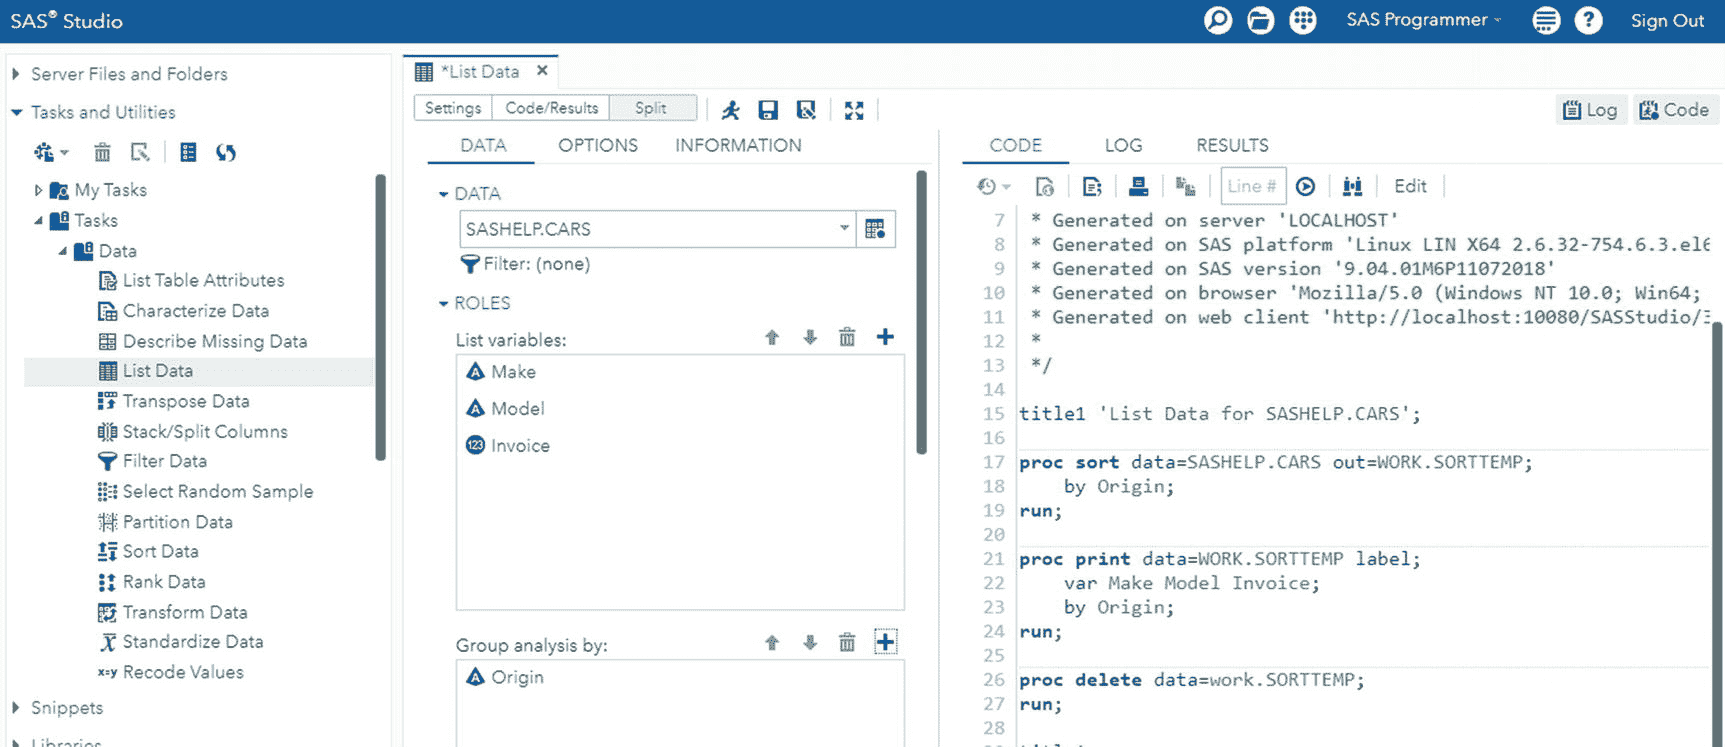 SAS® Studio
SAS Programmer
Sign Out
Server Files and Folders
Tasks and Utilities
My Tasks
Tasks
Data
List Table Attributes
Characterize Data
Describe Missing Data
List Data
Transpose Data
Stack/Split Columns
Filter Data
Select Random Sample
Partition Data
Sort Data
Rank Data
Transform Data
Standardize Data
x=y Recode Values
Snippets
Libraries
*List Data
Settings Code/Results Split
DATA OPTIONS INFORMATION
DATA
SASHELP.CARS
Filter: (none)
ROLES
List variables:
Make
Model
123 Invoice
Group analysis by:
Origin
Log Code
CODE LOG RESULTS
Line # Edit
7 * Generated on server 'LOCALHOST'
8 * Generated on SAS platform 'Linux LIN X64 2.6.32-754.6.3.el6
9 * Generated on SAS version '9.04.01M6P11072018'
10 * Generated on browser 'Mozilla/5.0 (Windows NT 10.0; Win64;
11 * Generated on web client 'http://localhost:10080/SASStudio/3
12 *
13 */
14
15 title1 'List Data for SASHELP.CARS';
16
17 proc sort data=SASHELP.CARS out=WORK.SORTTEMP;
18 by Origin;
19 run;
20
21 proc print data=WORK.SORTTEMP label;
22 var Make Model Invoice;
23 by Origin;
24 run;
25
26 proc delete data=work.SORTTEMP;
27 run;
28